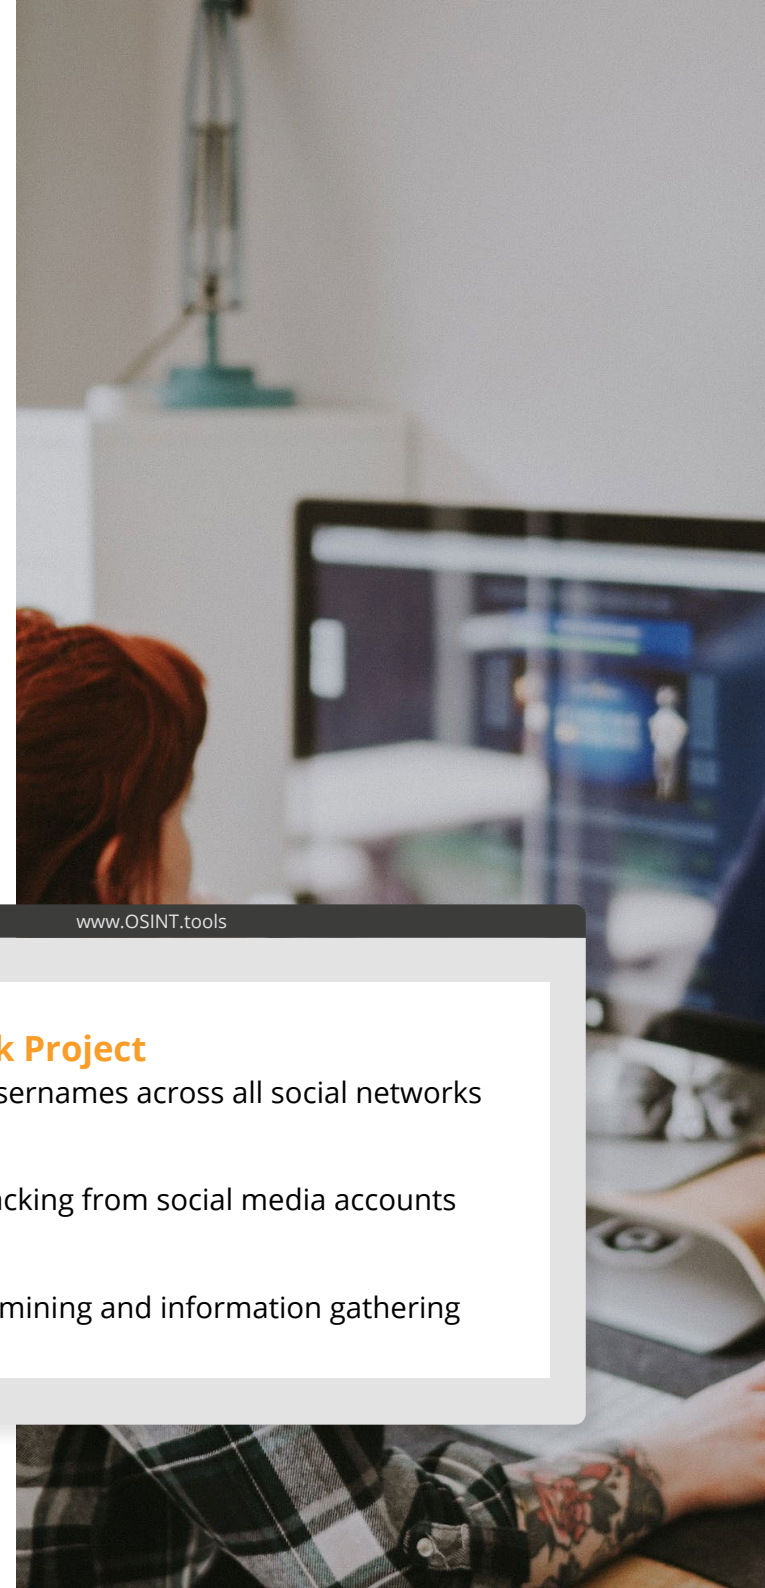 www.OSINT.tools
k Project
sernames across all social networks
cking from social media accounts
mining and information gathering